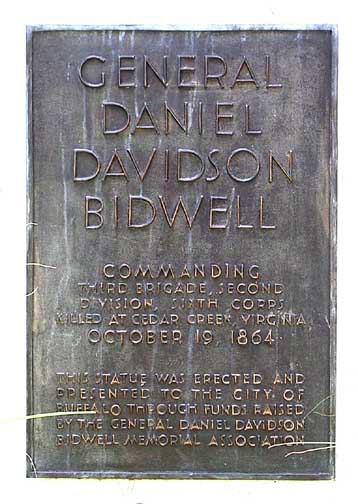 GENERAL
DANIEL
DAVIDSON
BIDWELL
COMMANDING
THIRD BRIGADE, SECOND
DIVISION, SIXTH CORPS
KILLED AT CEDAR CREEK, VIRGINIA
OCTOBER 19, 1864
THIS STATUE WAS ERECTED AND
PRESENTED TO THE CITY OF
BUFFALO THROUGH FUNDS RAISED
BY THE GENERAL DANIEL DAVIDSON
BIDWELL MEMORIAL ASSOCIATION